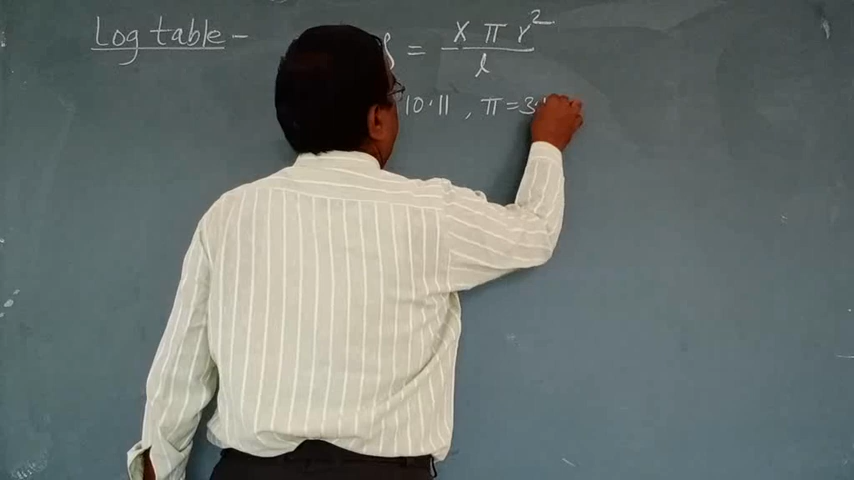 Log table - = X π r²
l
10.11 , π = 3.